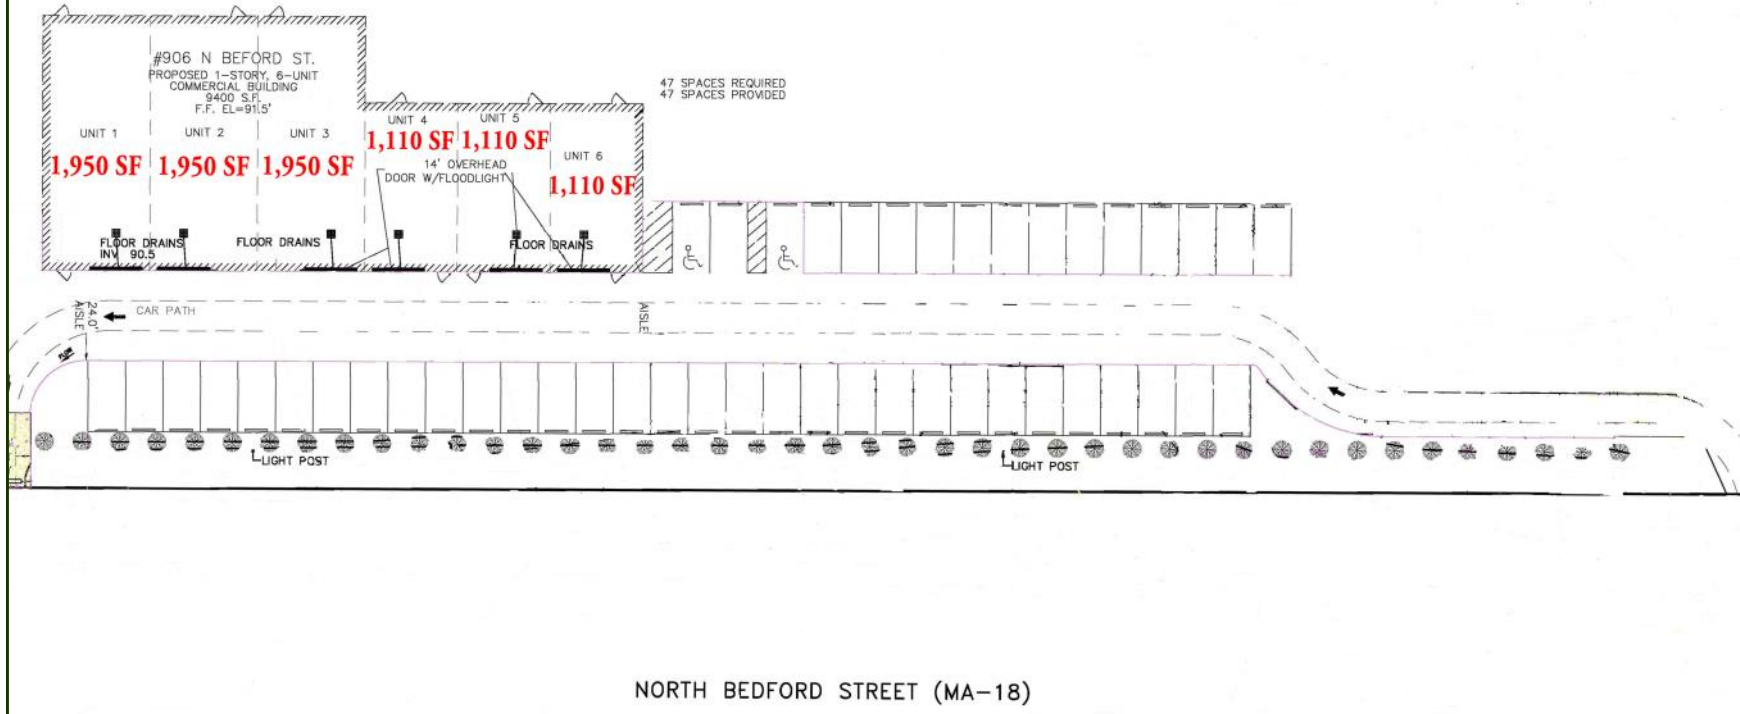 #906 N BEFORD ST.
PROPOSED 1-STORY, 6-UNIT
COMMERCIAL BUILDING
9400 S.F.
F.F. EL=91.5'
47 SPACES REQUIRED
47 SPACES PROVIDED
UNIT 1
1,950 SF
UNIT 2
1,950 SF
UNIT 3
1,950 SF
UNIT 4
1,110 SF
UNIT 5
1,110 SF
UNIT 6
1,110 SF
14' OVERHEAD
DOOR W/FLOODLIGHT
FLOOR DRAINS
INV 90.5
FLOOR DRAINS
FLOOR DRAINS
24.0'
AISLE
CAR PATH
AISLE
LIGHT POST
LIGHT POST
NORTH BEDFORD STREET (MA-18)